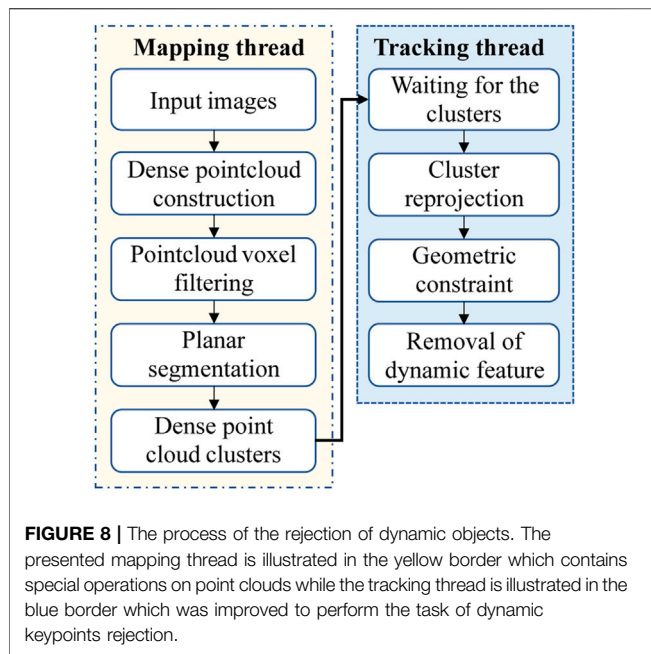 Mapping thread
Input images
Dense pointcloud
construction
Pointcloud voxel
filtering
Planar
segmentation
Dense point
cloud clusters
Tracking thread
Waiting for the
clusters
Cluster
reprojection
Geometric
constraint
Removal of
dynamic feature
FIGURE 8 | The process of the rejection of dynamic objects. The
presented mapping thread is illustrated in the yellow border which contains
special operations on point clouds while the tracking thread is illustrated in the
blue border which was improved to perform the task of dynamic
keypoints rejection.